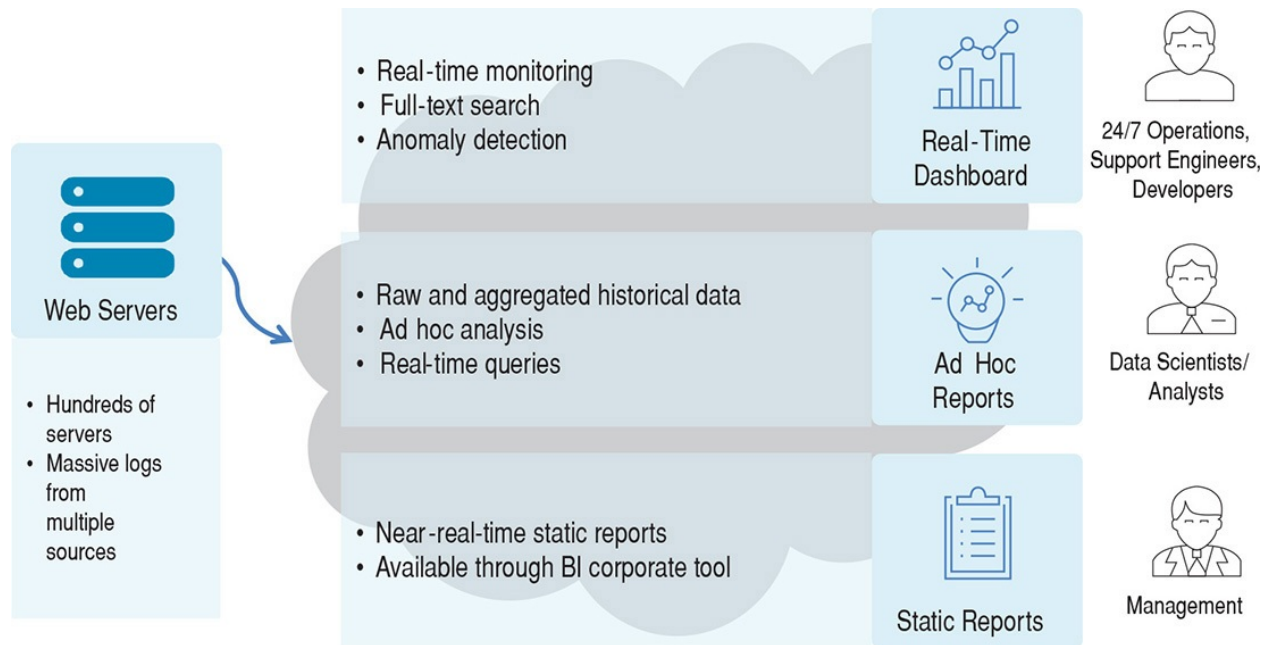 Web Servers
• Hundreds of
servers
• Massive logs
from
multiple
sources
• Real-time monitoring
• Full-text search
• Anomaly detection
Real-Time
Dashboard
24/7 Operations,
Support Engineers,
Developers
• Raw and aggregated historical data
• Ad hoc analysis
• Real-time queries
Ad Hoc
Reports
Data Scientists/
Analysts
• Near-real-time static reports
• Available through BI corporate tool
Static Reports
Management